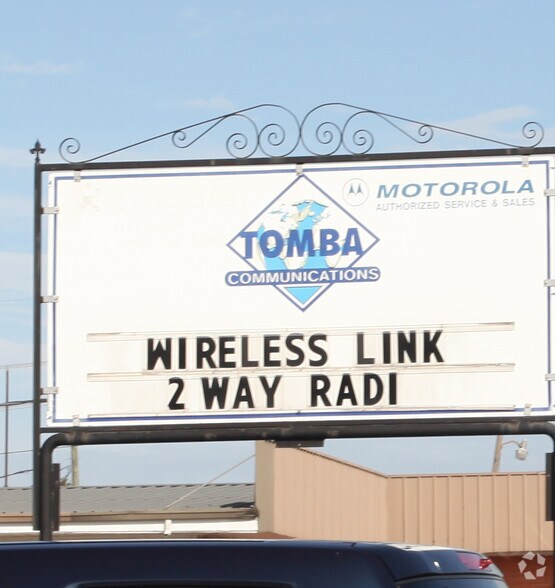 MOTOROLA
AUTHORIZED SERVICE & SALES
TOMBA
COMMUNICATIONS
WIRELESS LINK
2 WAY RADI